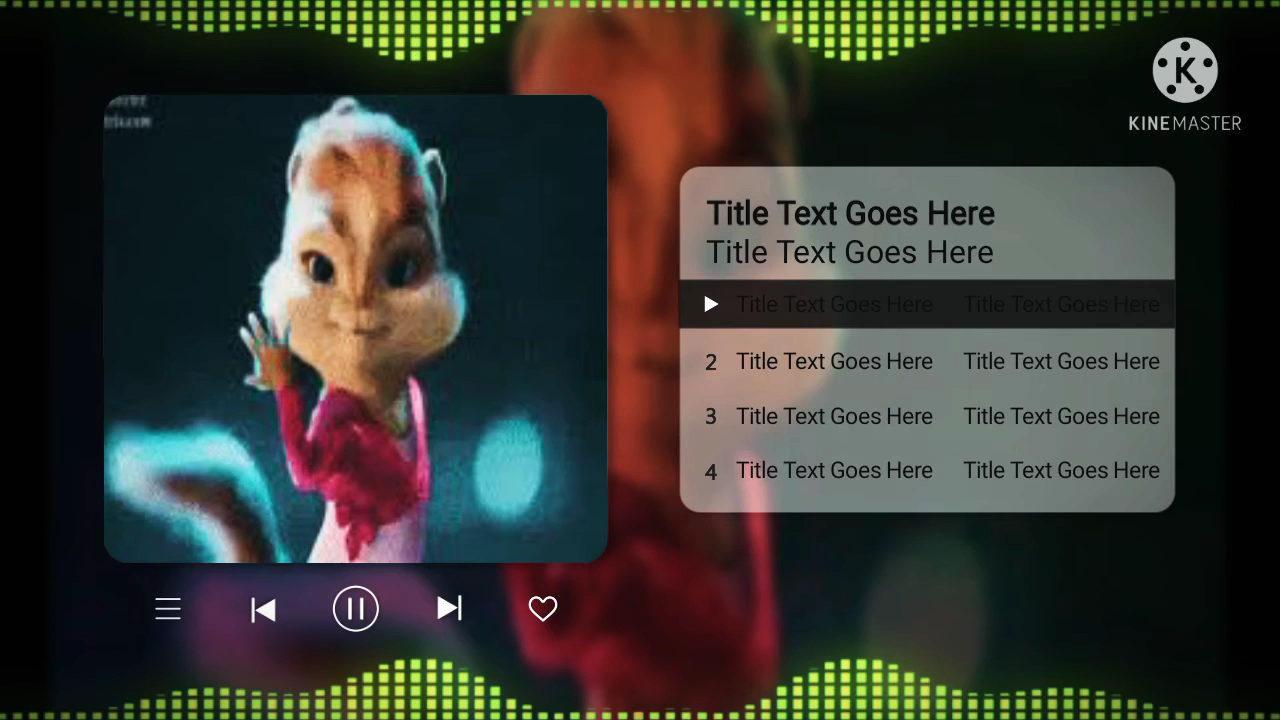 K
KINEMASTER
Title Text Goes Here
Title Text Goes Here
Title Text Goes Here Title Text Goes Here
2 Title Text Goes Here Title Text Goes Here
3 Title Text Goes Here Title Text Goes Here
4 Title Text Goes Here Title Text Goes Here